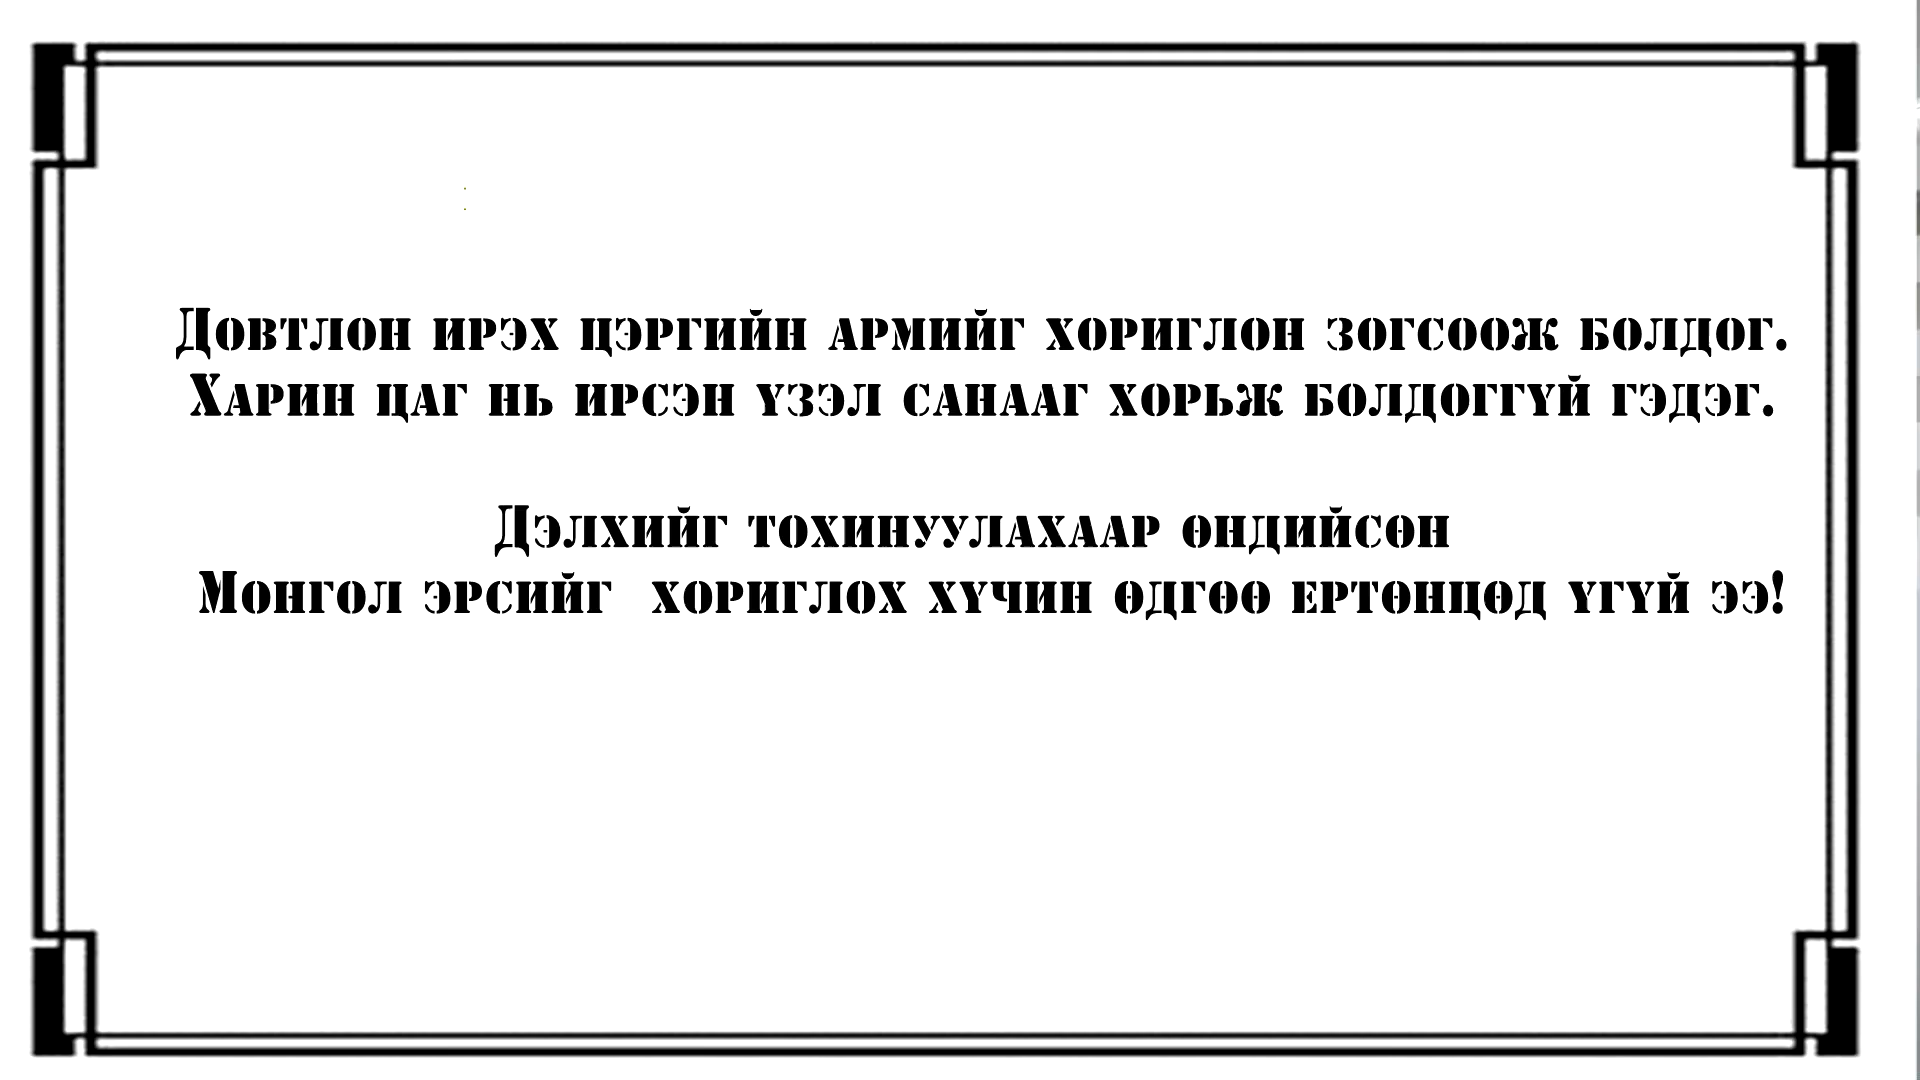 Довтлон ирэх цэргийн армийг хориглон зогсоож болдог.
Харин цаг нь ирсэн үзэл санааг хорьж болдоггүй гэдэг.
Дэлхийг тохинуулахаар өндийсөн
Монгол эрсийг хориглох хүчин өдгөө ертөнцөд үгүй ээ!